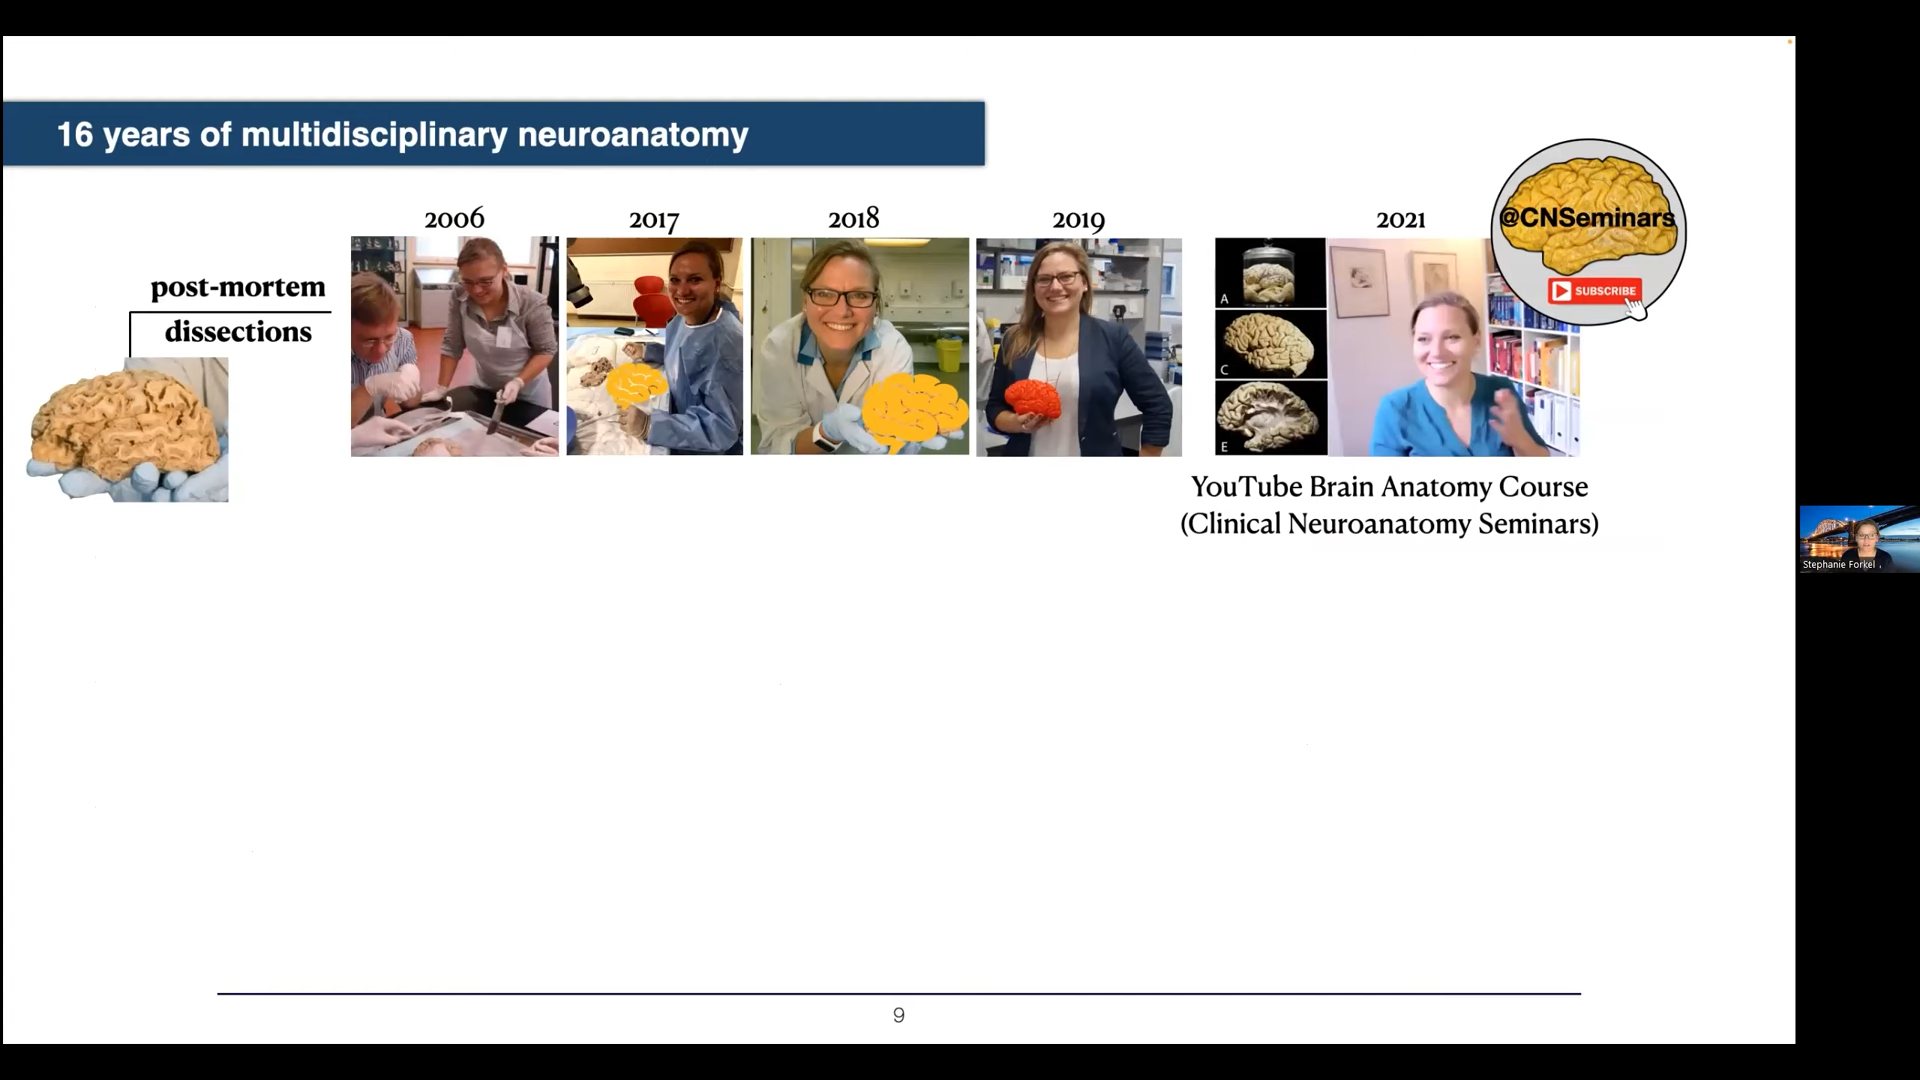 16 years of multidisciplinary neuroanatomy
@CNSeminars
SUBSCRIBE
2006
2017
2018
2019
2021
post-mortem
dissections
A
C
E
YouTube Brain Anatomy Course
(Clinical Neuroanatomy Seminars)
Stephanie Forkel
9